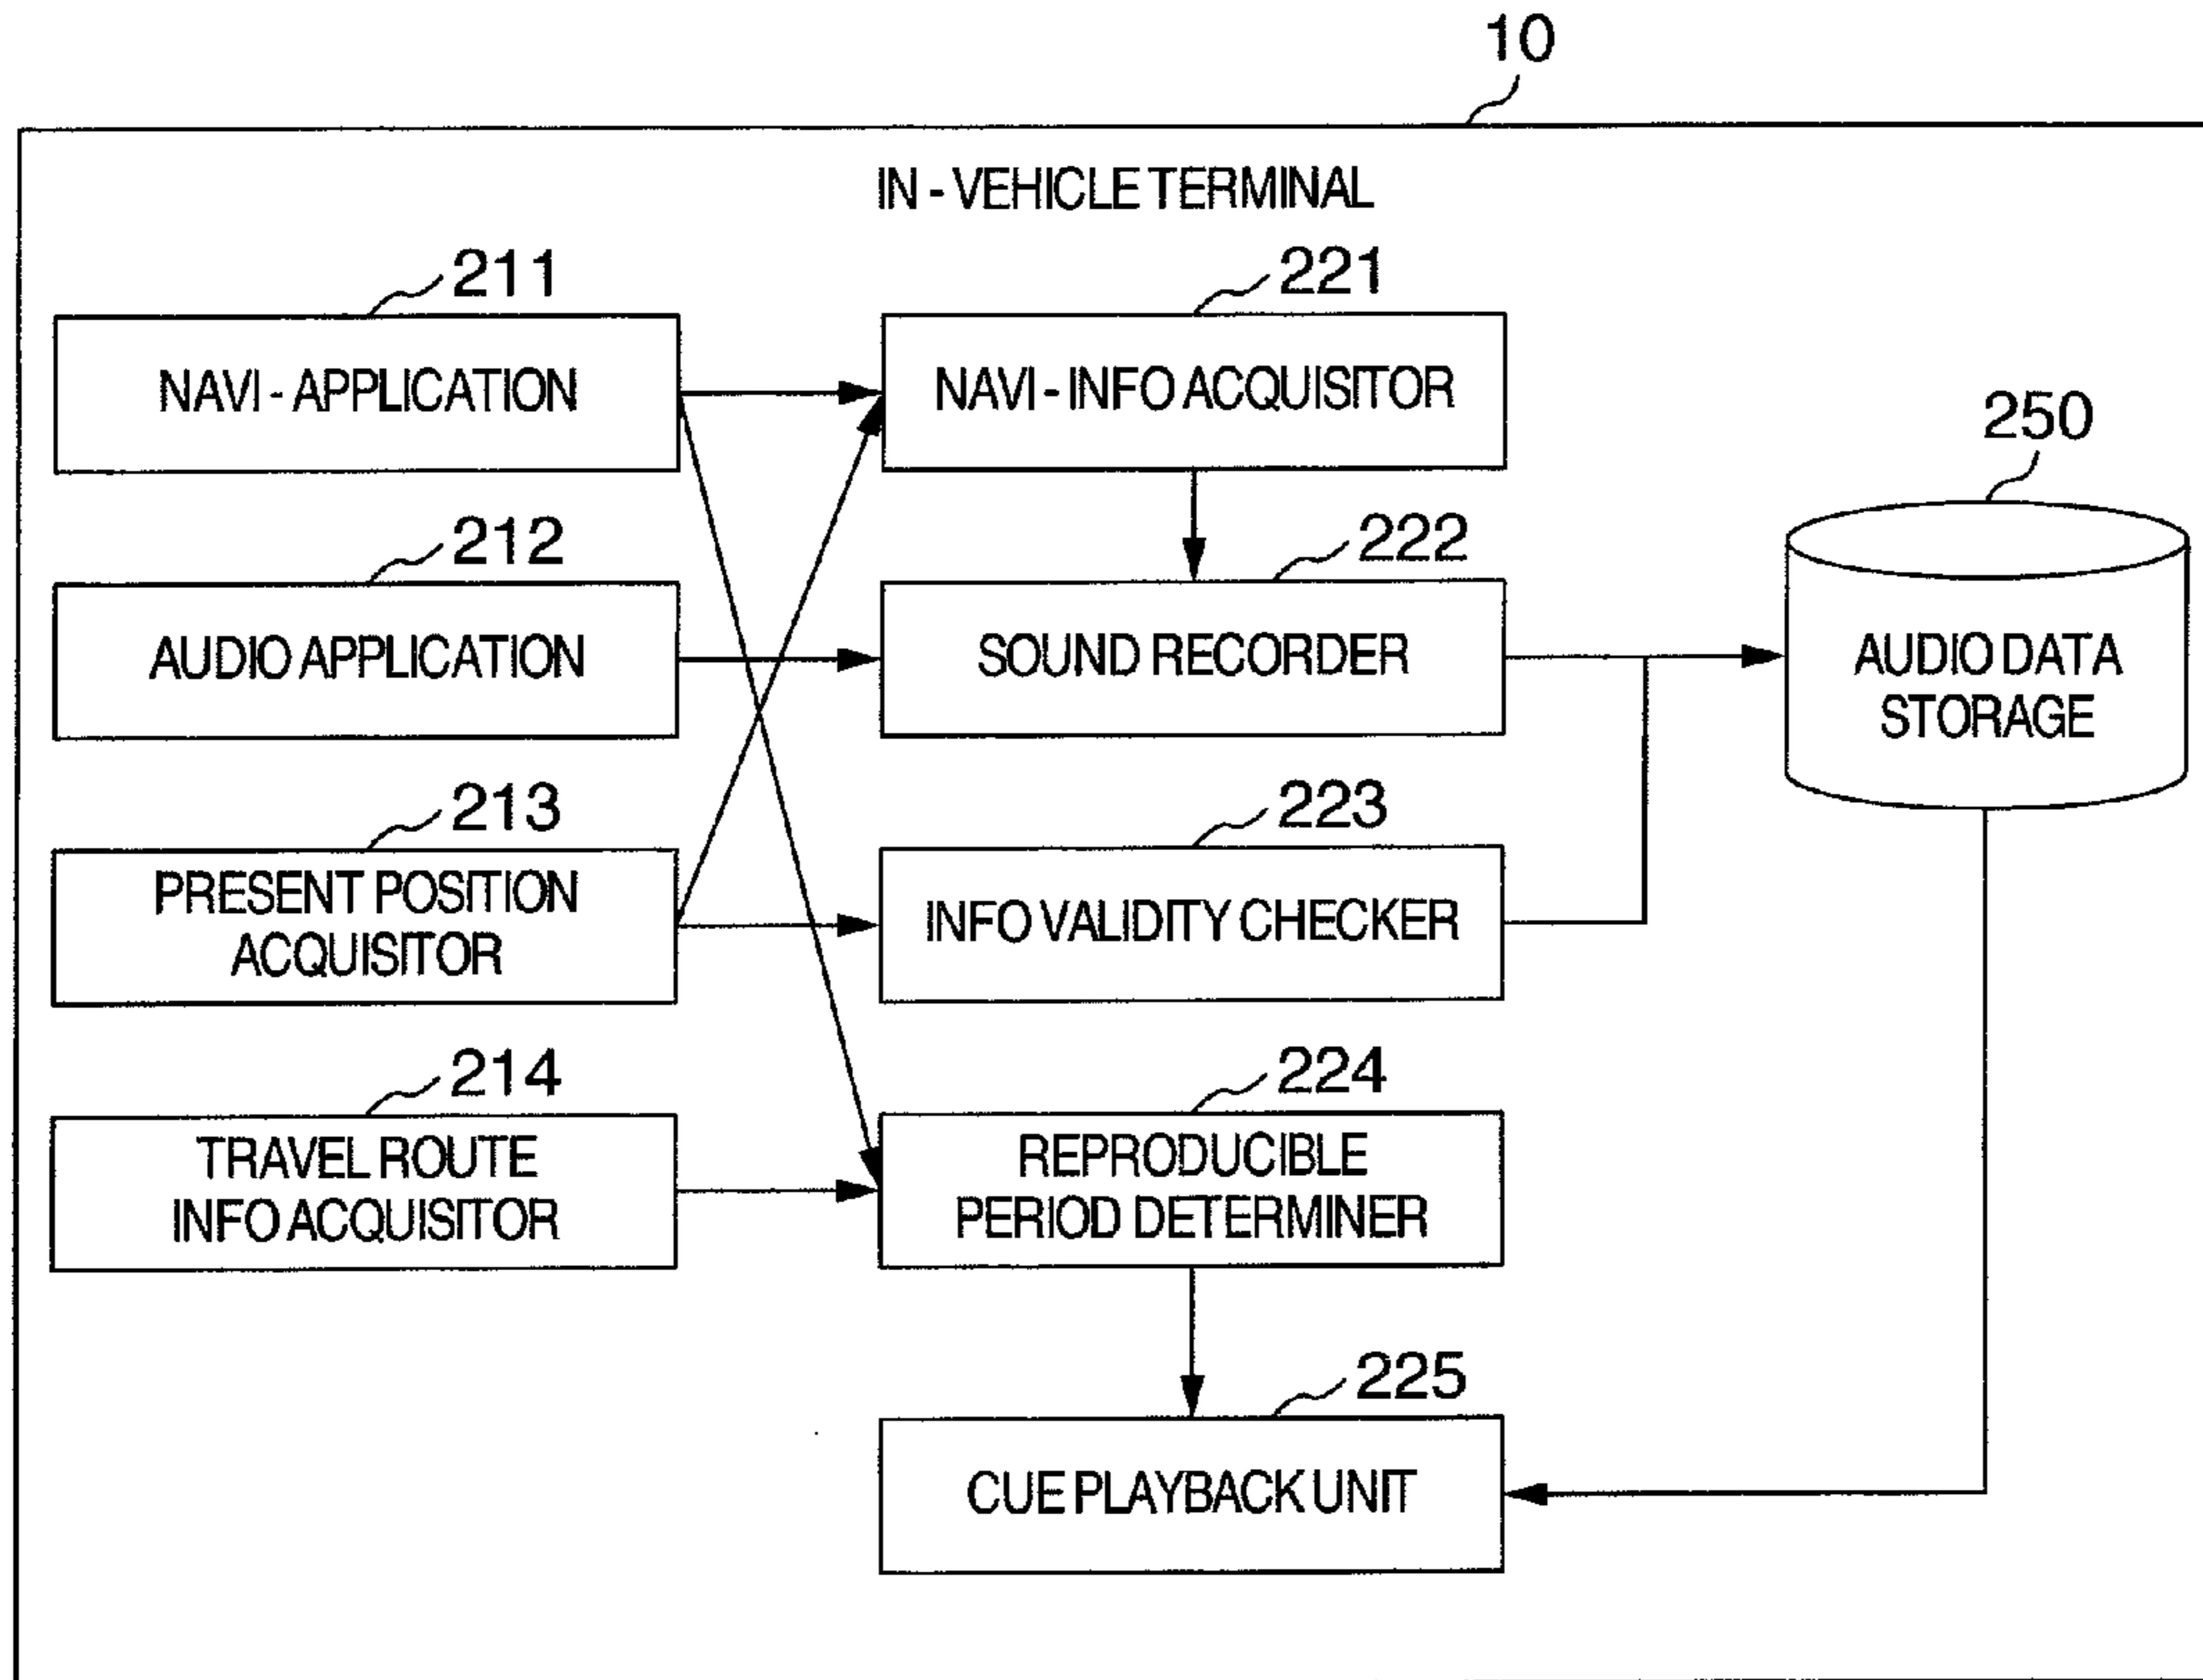 10
IN - VEHICLE TERMINAL
211
NAVI - APPLICATION
221
NAVI - INFO ACQUISITOR
250
AUDIO DATA
STORAGE
212
AUDIO APPLICATION
222
SOUND RECORDER
213
PRESENT POSITION
ACQUISITOR
223
INFO VALIDITY CHECKER
214
TRAVEL ROUTE
INFO ACQUISITOR
224
REPRODUCIBLE
PERIOD DETERMINER
225
CUE PLAYBACK UNIT